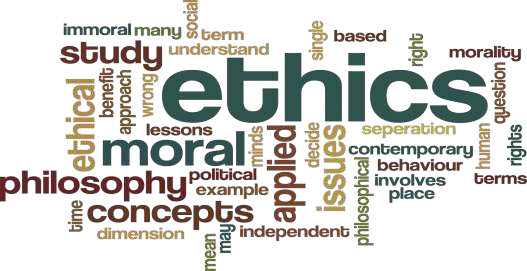 immoral many
social
term
single
based
right
study
understand
morality
ethics
ethical
benefit
approach
wrong
question
lessons
moral
minds
applied
decide
issues
seperation
contemporary
human
rights
philosophy
political
philosophical
behaviour
example
involves
terms
place
time
concepts
dimension
mean
may
independent